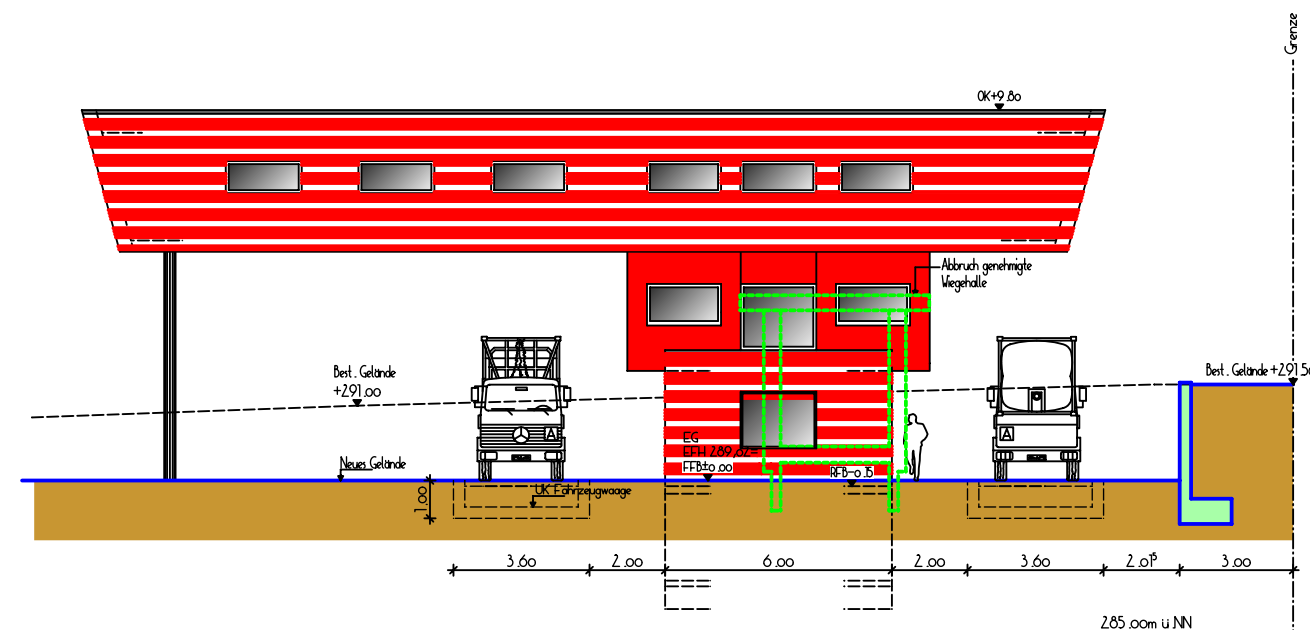 Grenze
OK+9.80
Abbruch genehmigte
Wiegehalle
Best. Gelände
+291.00
Best. Gelände +291.50
EG
EFH 289,02=
FFB±0.00
RFB-0.15
Neues Gelände
UK Fahrzeugwaage
1.00
A
A
3.60 2.00 6.00 2.00 3.60 2.01⁵ 3.00
285.00m ü.NN